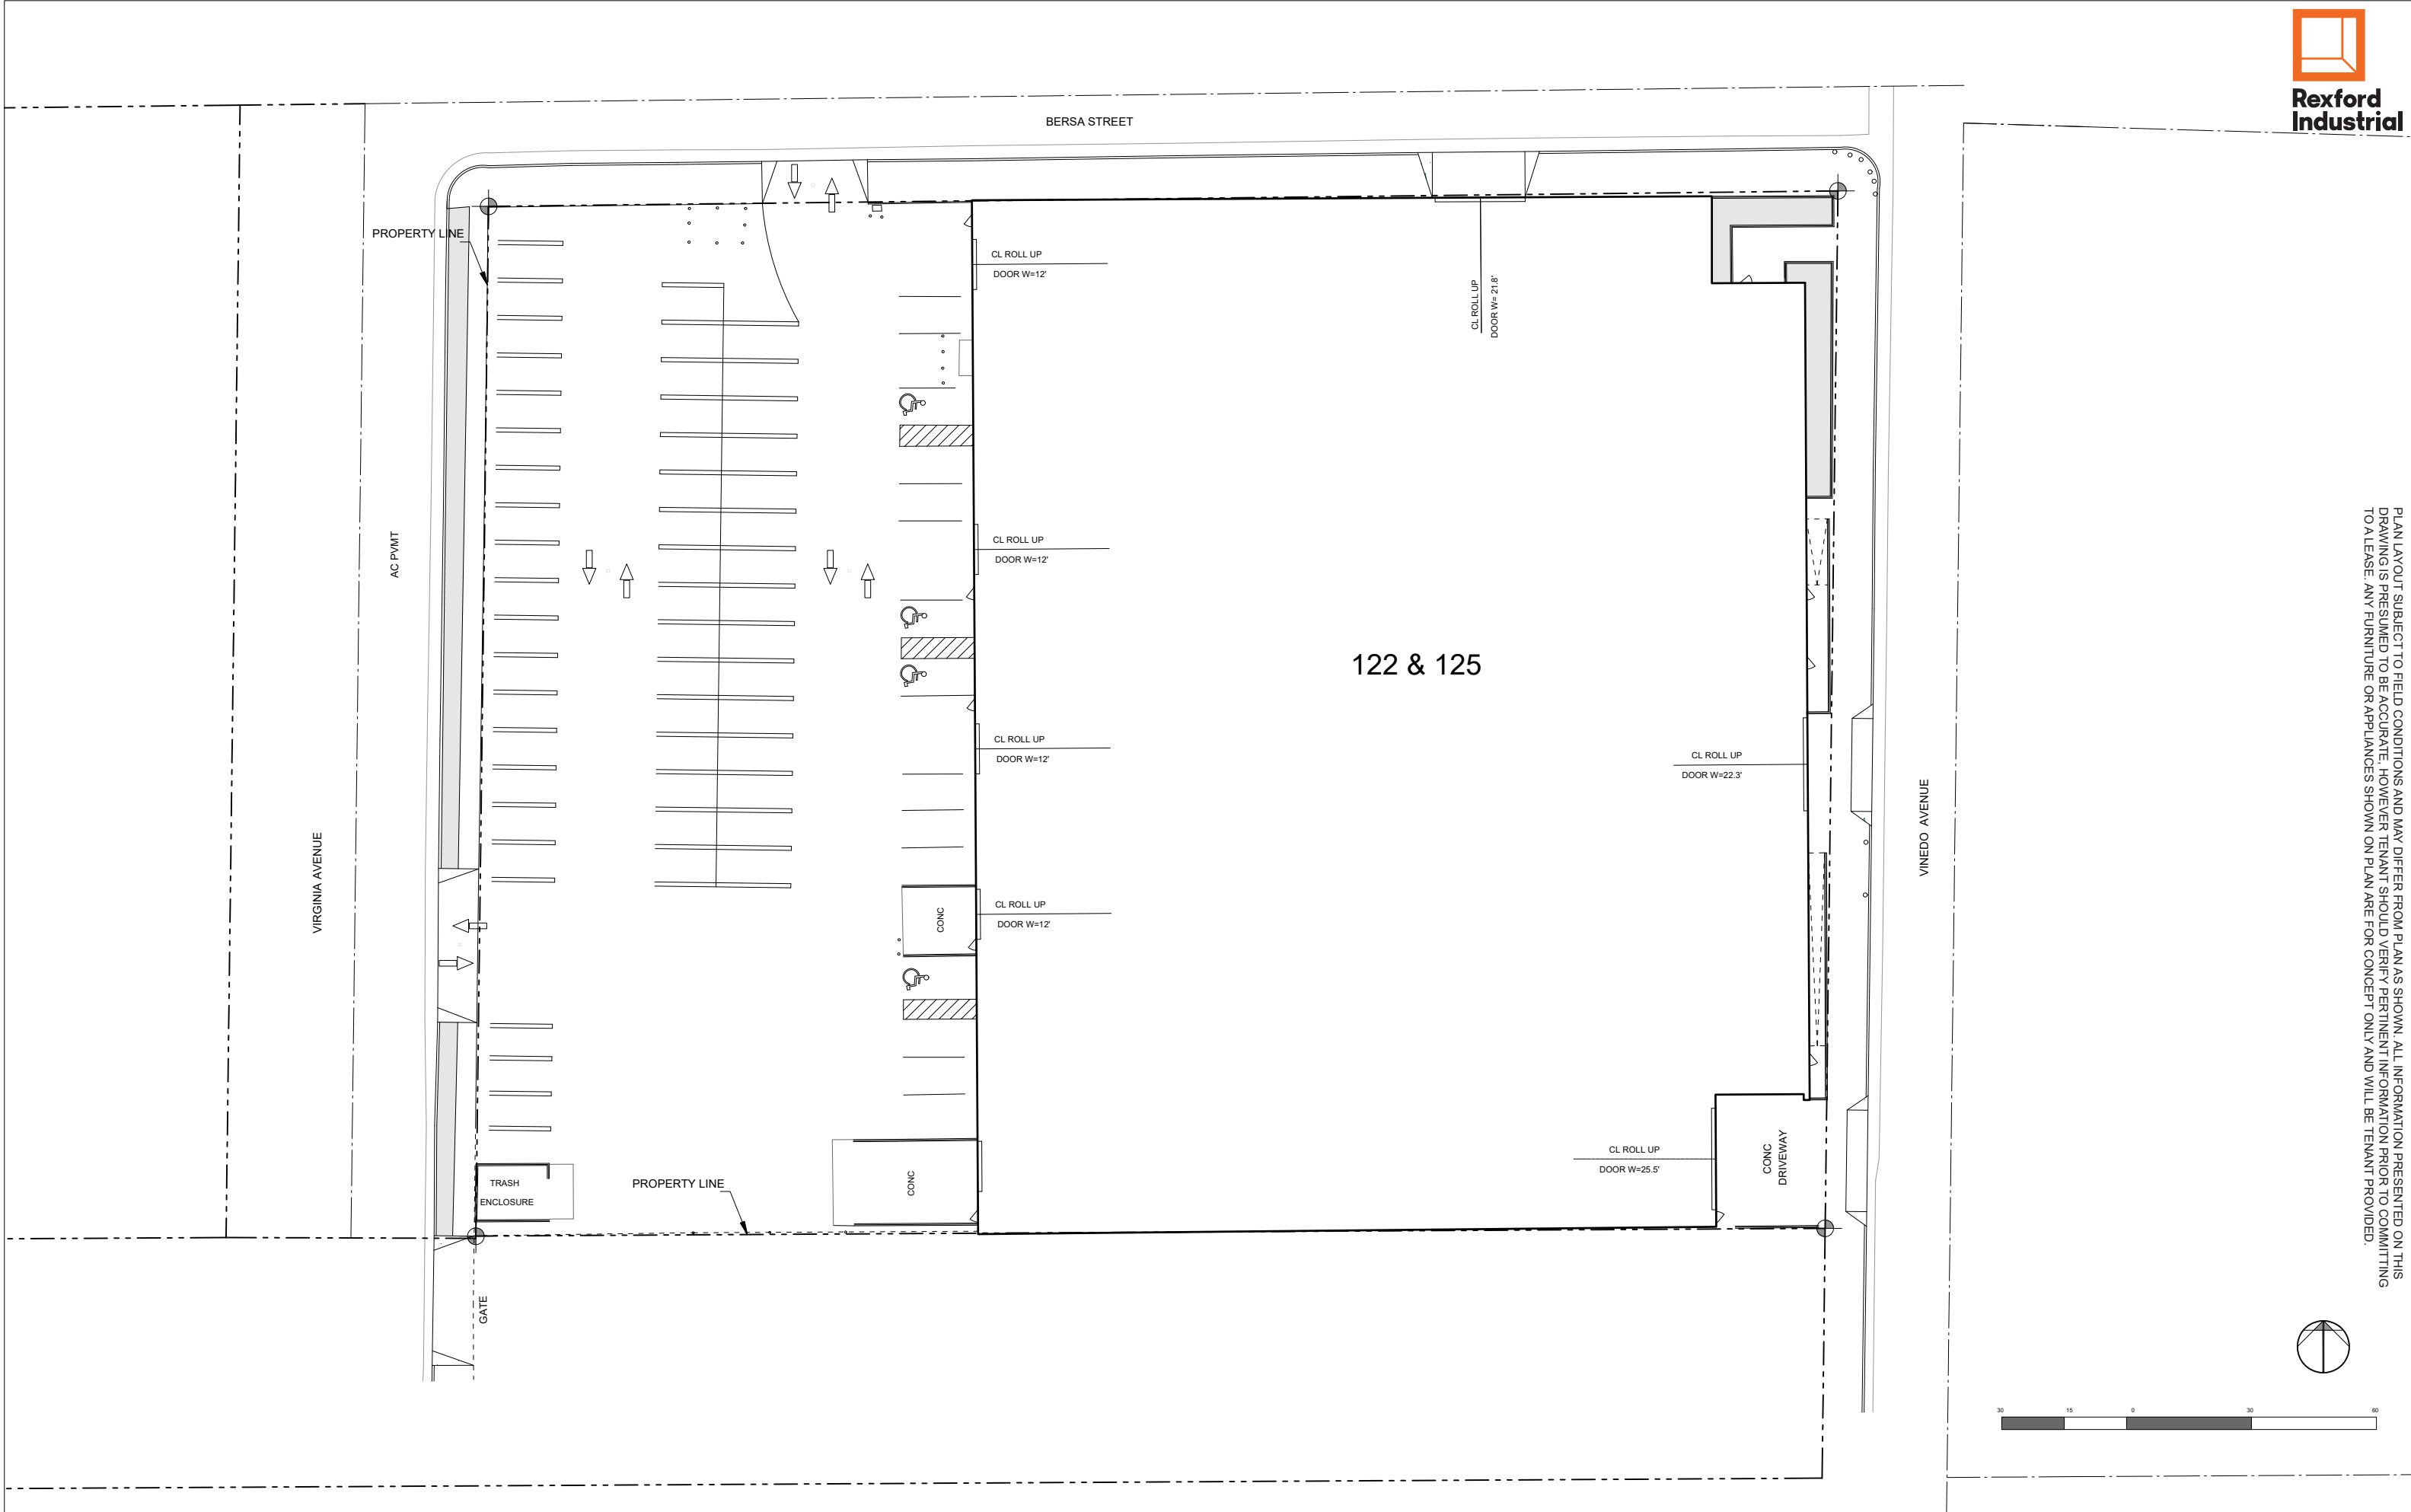 Rexford
Industrial
BERSA STREET
PROPERTY LINE
CL ROLL UP
DOOR W=12'
CL ROLL UP
DOOR W= 21.8'
AC PVMT
CL ROLL UP
DOOR W=12'
122 & 125
CL ROLL UP
DOOR W=12'
CL ROLL UP
DOOR W=22.3'
VIRGINIA AVENUE
VINEDO AVENUE
CONC
CL ROLL UP
DOOR W=12'
TRASH
ENCLOSURE
PROPERTY LINE
CONC
CL ROLL UP
DOOR W=25.5'
CONC
DRIVEWAY
GATE
PLAN LAYOUT SUBJECT TO FIELD CONDITIONS AND MAY DIFFER FROM PLAN AS SHOWN. ALL INFORMATION PRESENTED ON THIS
DRAWING IS PRESUMED TO BE ACCURATE, HOWEVER TENANT SHOULD VERIFY PERTINENT INFORMATION PRIOR TO COMMITTING
TO A LEASE. ANY FURNITURE OR APPLIANCES SHOWN ON PLAN ARE FOR CONCEPT ONLY AND WILL BE TENANT PROVIDED.
30 15 0 30 60